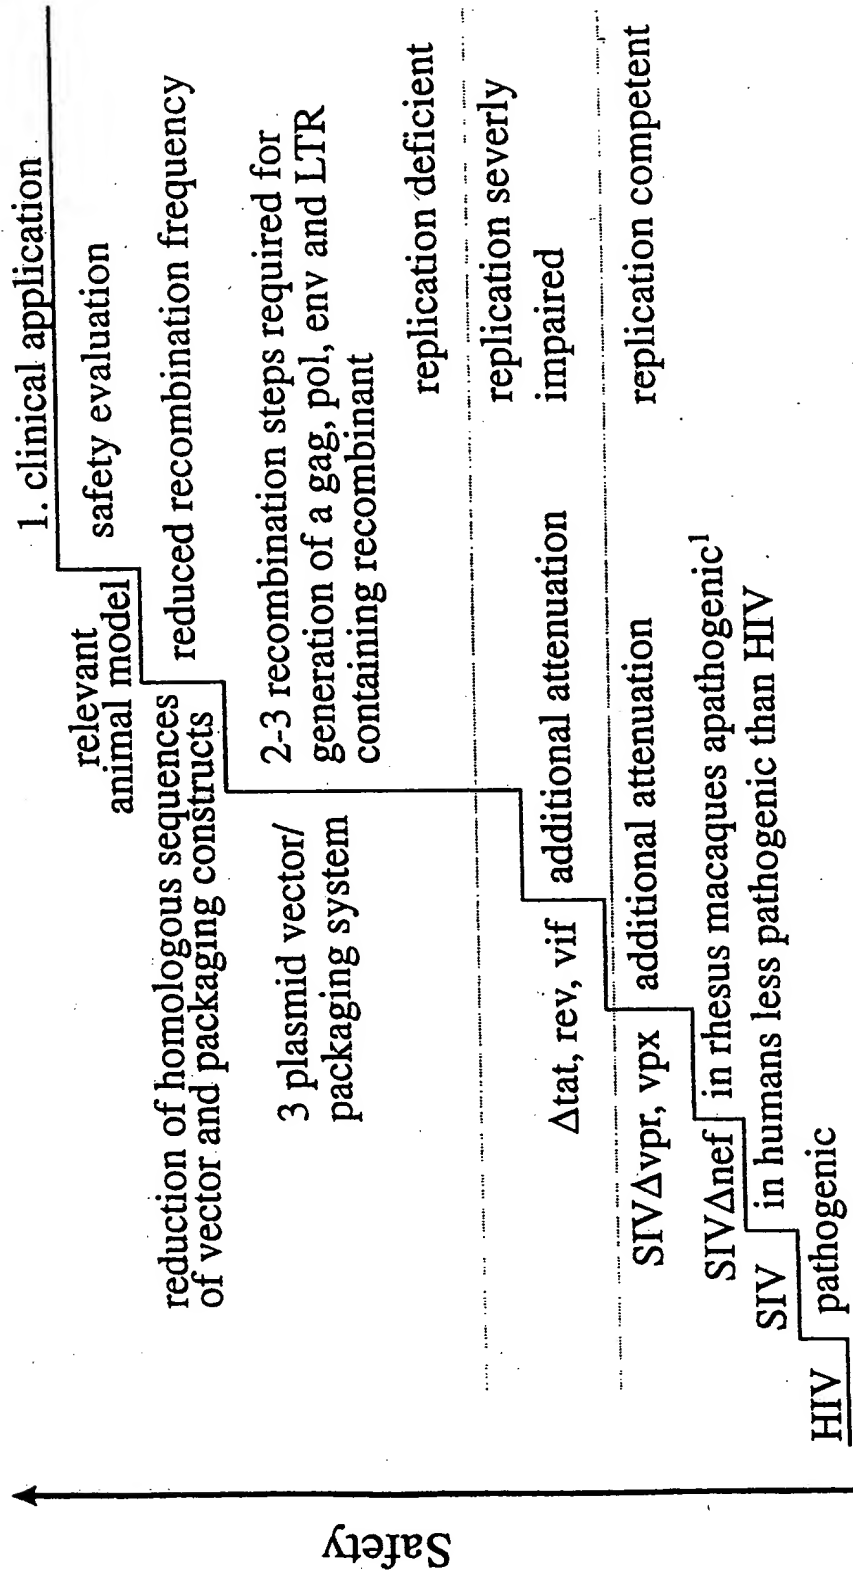 Safety
1. clinical application
relevant
animal model
safety evaluation
reduction of homologous sequences
of vector and packaging constructs
reduced recombination frequency
3 plasmid vector/
packaging system
2-3 recombination steps required for
generation of a gag, pol, env and LTR
containing recombinant
replication deficient
replication severly
impaired
Δtat, rev, vif
additional attenuation
replication competent
SIVΔvpr, vpx
additional attenuation
SIVΔnef
in rhesus macaques apathogenic¹
SIV
in humans less pathogenic than HIV
HIV
pathogenic